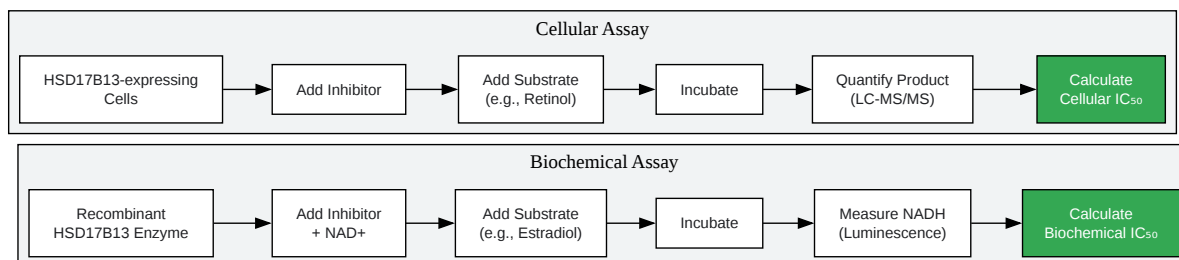 Cellular Assay
HSD17B13-expressing
Cells
Add Inhibitor
Add Substrate
(e.g., Retinol)
Incubate
Quantify Product
(LC-MS/MS)
Calculate
Cellular IC₅₀
Biochemical Assay
Recombinant
HSD17B13 Enzyme
Add Inhibitor
+ NAD+
Add Substrate
(e.g., Estradiol)
Incubate
Measure NADH
(Luminescence)
Calculate
Biochemical IC₅₀